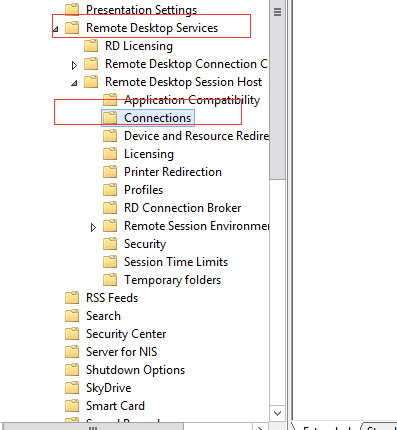 Presentation Settings
Remote Desktop Services
RD Licensing
Remote Desktop Connection C
Remote Desktop Session Host
Application Compatibility
Connections
Device and Resource Redire
Licensing
Printer Redirection
Profiles
RD Connection Broker
Remote Session Environme
Security
Session Time Limits
Temporary folders
RSS Feeds
Search
Security Center
Server for NIS
Shutdown Options
SkyDrive
Smart Card